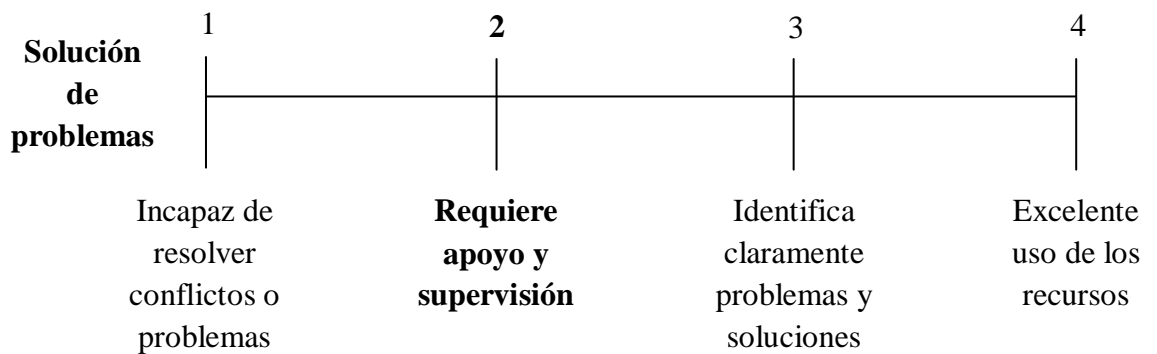 Solución
de
problemas
1 2 3 4
Incapaz de
resolver
conflictos o
problemas
Requiere
apoyo y
supervisión
Identifica
claramente
problemas y
soluciones
Excelente
uso de los
recursos